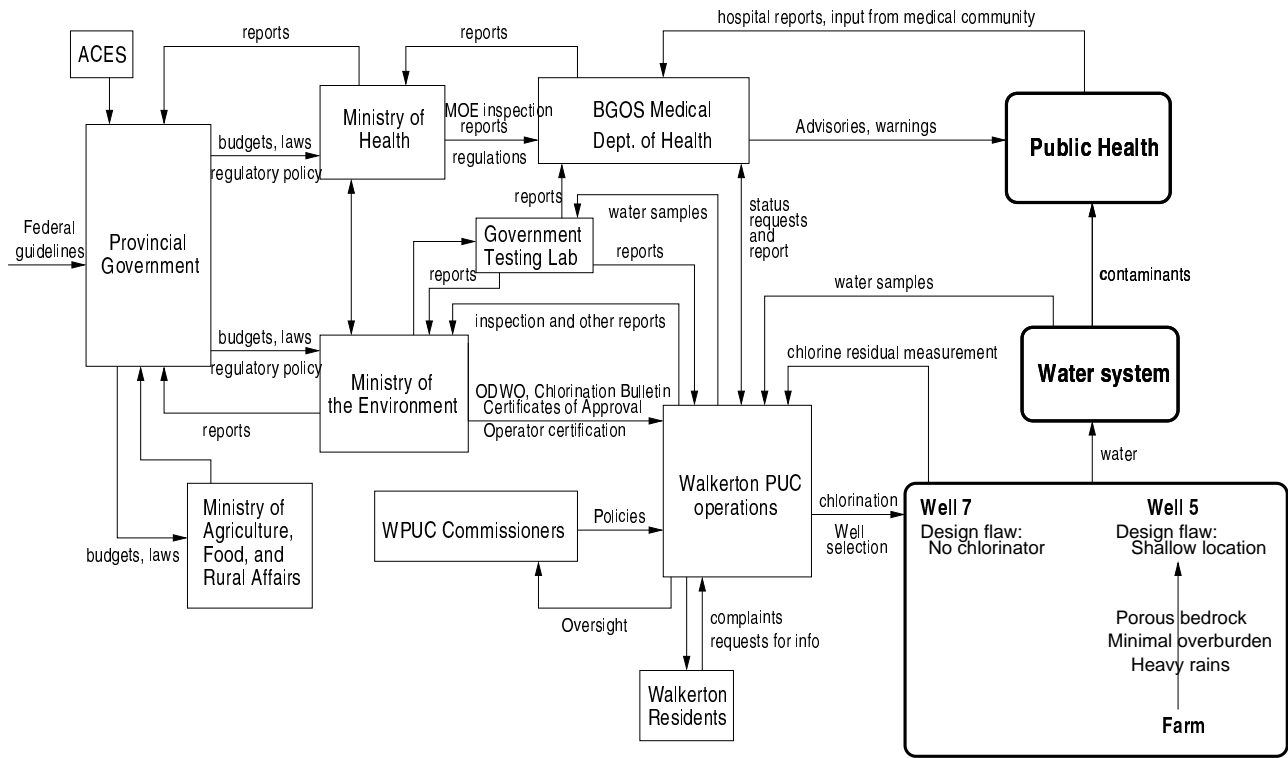 hospital reports, input from medical community
ACES
reports
reports
Ministry of
Health
MOE inspection
reports
regulations
BGOS Medical
Dept. of Health
Advisories, warnings
Public Health
budgets, laws
regulatory policy
Federal
guidelines
Provincial
Government
reports
water samples
status
requests
and
report
Government
Testing Lab
reports
reports
contaminants
water samples
inspection and other reports
budgets, laws
regulatory policy
chlorine residual measurement
Water system
Ministry of
the Environment
ODWO, Chlorination Bulletin
Certificates of Approval
Operator certification
reports
water
Ministry of
Agriculture,
Food, and
Rural Affairs
budgets, laws
WPUC Commissioners
Policies
Walkerton PUC
operations
chlorination
Well
selection
Well 7
Design flaw:
No chlorinator
Well 5
Design flaw:
Shallow location
Porous bedrock
Minimal overburden
Heavy rains
Farm
Oversight
complaints
requests for info
Walkerton
Residents